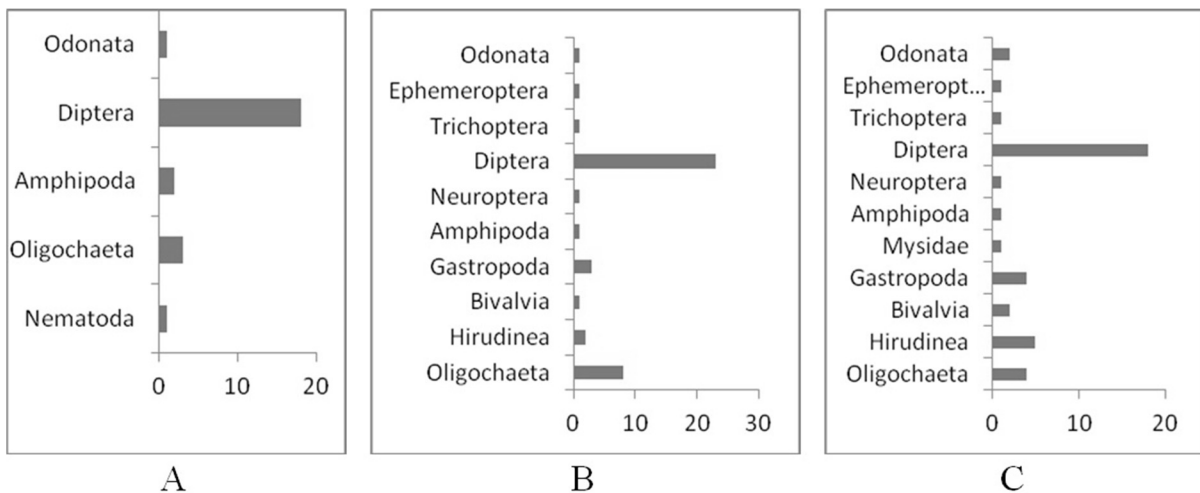 Odonata
Diptera
Amphipoda
Oligochaeta
Nematoda
0 10 20
A
Odonata
Ephemeroptera
Trichoptera
Diptera
Neuroptera
Amphipoda
Gastropoda
Bivalvia
Hirudinea
Oligochaeta
0 10 20 30
B
Odonata
Ephemeropt...
Trichoptera
Diptera
Neuroptera
Amphipoda
Mysidae
Gastropoda
Bivalvia
Hirudinea
Oligochaeta
0 10 20
C